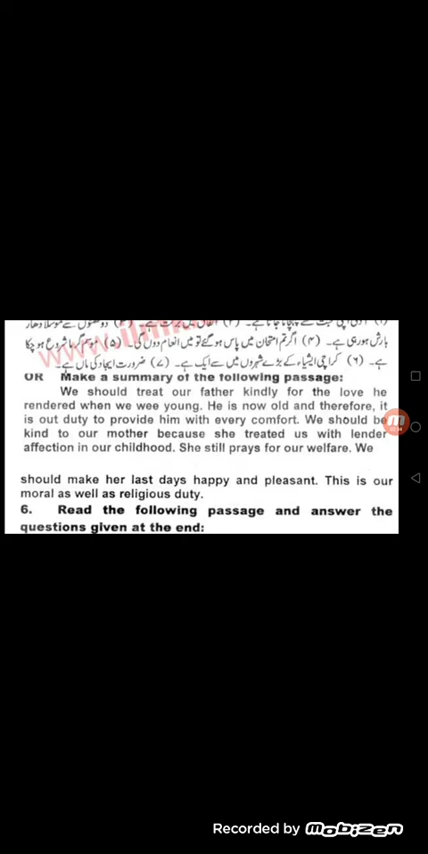 بارش ہو رہی ہے۔ (۴) اگر تم امتحان میں پاس ہو گئے تو میں انعام دوں گی۔ (۵) موسم گرما شروع ہو چکا
ہے۔ (۶) کراچی ایشیاء کے بڑے شہروں میں سے ایک ہے۔ (۷) ضرورت ایجاد کی ماں ہے۔
OR Make a summary of the following passage:
We should treat our father kindly for the love he
rendered when we wee young. He is now old and therefore, it
is out duty to provide him with every comfort. We should be
kind to our mother because she treated us with lender
affection in our childhood. She still prays for our welfare. We
should make her last days happy and pleasant. This is our
moral as well as religious duty.
6. Read the following passage and answer the
questions given at the end:
Recorded by mobizen